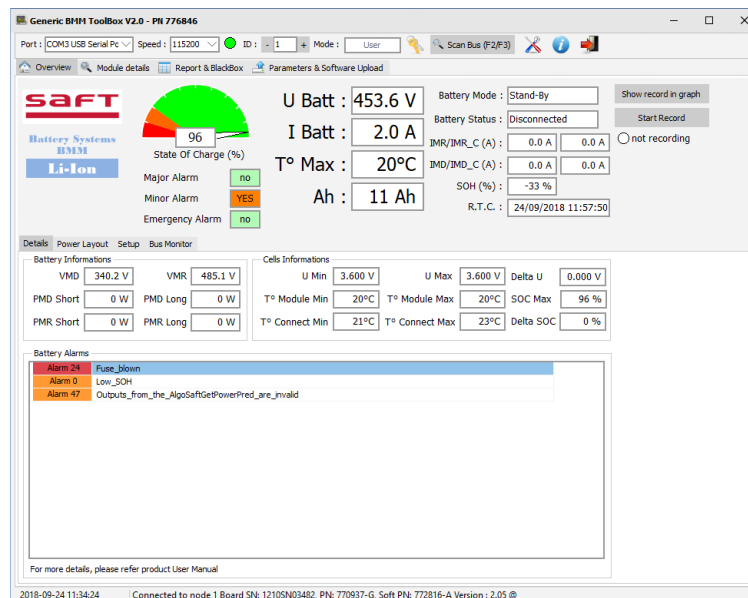 Generic BMM ToolBox V2.0 - PN 776846
Port : COM3 USB Serial Pc Speed : 115200 ID : - 1 + Mode : User Scan Bus (F2/F3)
Overview Module details Report & BlackBox Parameters & Software Upload
saft
Battery Systems
BMM
Li-Ion
96
State Of Charge (%)
Major Alarm no
Minor Alarm YES
Emergency Alarm no
U Batt : 453.6 V
I Batt : 2.0 A
T° Max : 20°C
Ah : 11 Ah
Battery Mode : Stand-By
Battery Status : Disconnected
IMR/IMR_C (A) : 0.0 A 0.0 A
IMD/IMD_C (A) : 0.0 A 0.0 A
SOH (%) : -33 %
R.T.C. : 24/09/2018 11:57:50
Show record in graph
Start Record
not recording
Details Power Layout Setup Bus Monitor
Battery Informations
VMD 340.2 V VMR 485.1 V
PMD Short 0 W PMD Long 0 W
PMR Short 0 W PMR Long 0 W
Cells Informations
U Min 3.600 V U Max 3.600 V Delta U 0.000 V
T° Module Min 20°C T° Module Max 20°C SOC Max 96 %
T° Connect Min 21°C T° Connect Max 23°C Delta SOC 0 %
Battery Alarms
Alarm 24 Fuse_blown
Alarm 0 Low_SOH
Alarm 47 Outputs_from_the_AlgoSaftGetPowerPred_are_invalid
For more details, please refer product User Manual
2018-09-24 11:34:24 Connected to node 1 Board SN: 1210SN03482, PN: 770937-G, Soft PN: 772816-A Version : 2.05 @